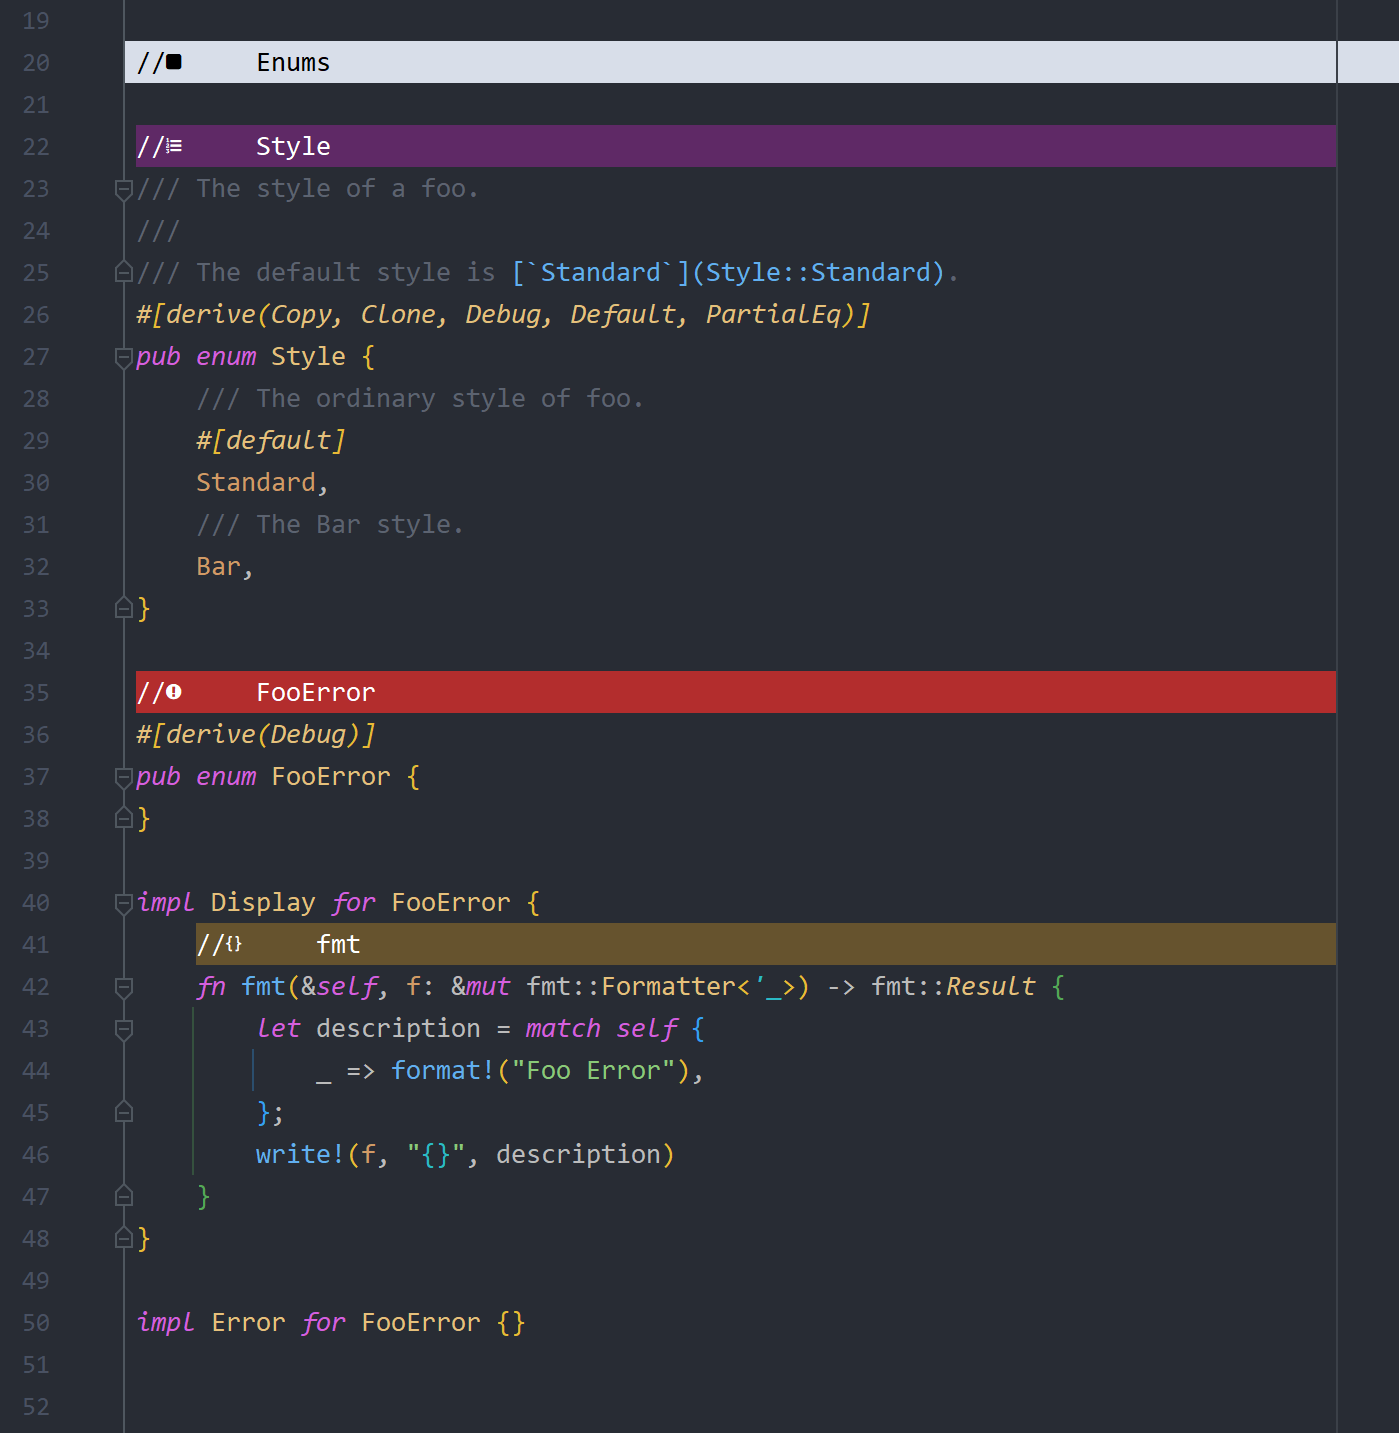 19
20 //■     Enums
21
22 //     Style
23 /// The style of a foo.
24 ///
25 /// The default style is [`Standard`](Style::Standard).
26 #[derive(Copy, Clone, Debug, Default, PartialEq)]
27 pub enum Style {
28     /// The ordinary style of foo.
29     #[default]
30     Standard,
31     /// The Bar style.
32     Bar,
33 }
34
35 //!     FooError
36 #[derive(Debug)]
37 pub enum FooError {
38 }
39
40 impl Display for FooError {
41     //{}     fmt
42     fn fmt(&self, f: &mut fmt::Formatter<'_>) -> fmt::Result {
43         let description = match self {
44             _ => format!("Foo Error"),
45         };
46         write!(f, "{}", description)
47     }
48 }
49
50 impl Error for FooError {}
51
52